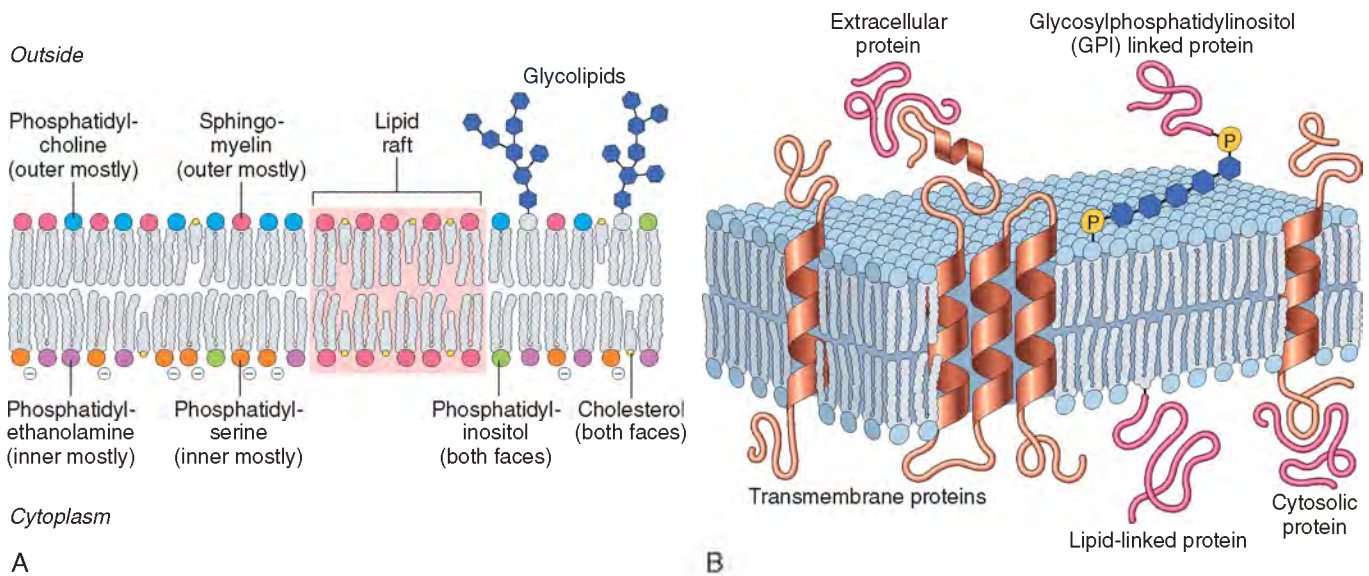 Outside
Phosphatidyl-
choline
(outer mostly)
Sphingo-
myelin
(outer mostly)
Lipid
raft
Glycolipids
Phosphatidyl-
ethanolamine
(inner mostly)
Phosphatidyl-
serine
(inner mostly)
Phosphatidyl-
inositol
(both faces)
Cholesterol
(both faces)
Cytoplasm
A
Extracellular
protein
Glycosylphosphatidylinositol
(GPI) linked protein
P
P
Transmembrane proteins
Lipid-linked protein
Cytosolic
protein
B